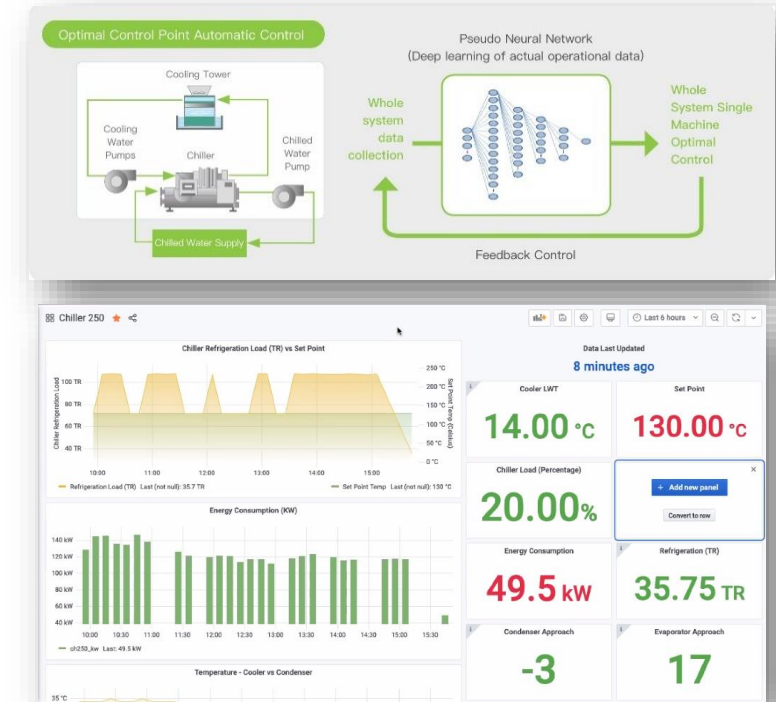 Optimal Control Point Automatic Control
Cooling Tower
Cooling
Water
Pumps
Chiller
Chilled
Water
Pump
Chilled Water Supply
Pseudo Neural Network
(Deep learning of actual operational data)
Whole
system
data
collection
Whole
System Single
Machine
Optimal
Control
Feedback Control
Chiller 250
Last 6 hours
Chiller Refrigeration Load (TR) vs Set Point
Chiller Refrigeration Load
100 TR
80 TR
60 TR
40 TR
250 °C
200 °C
150 °C
100 °C
50 °C
0 °C
Set Point Temp (Celsius)
10:00 11:00 12:00 13:00 14:00 15:00
Refrigeration Load (TR) Last (not null): 35.7 TR
Set Point Temp Last (not null): 130 °C
Energy Consumption (KW)
140 kW
120 kW
100 kW
80 kW
60 kW
40 kW
10:00 10:30 11:00 11:30 12:00 12:30 13:00 13:30 14:00 14:30 15:00 15:30
ch250_kw Last: 49.5 kW
Temperature - Cooler vs Condenser
35 °C
Data Last Updated
8 minutes ago
Cooler LWT
14.00 °C
Set Point
130.00 °C
Chiller Load (Percentage)
20.00%
+ Add new panel
Convert to row
Energy Consumption
49.5 kW
Refrigeration (TR)
35.75 TR
Condenser Approach
-3
Evaporator Approach
17